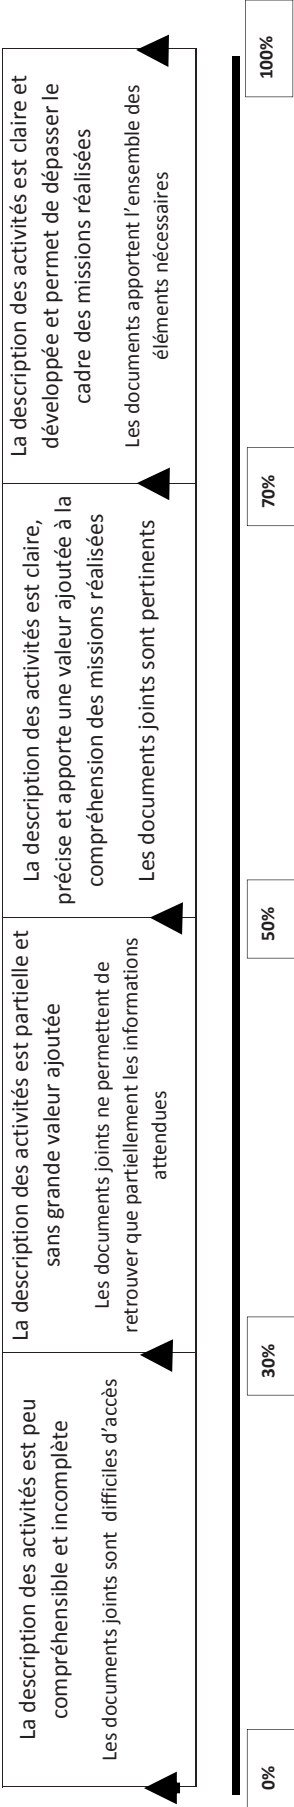 La description des activités est peu
compréhensible et incomplète
Les documents joints sont difficiles d’accès
La description des activités est partielle et
sans grande valeur ajoutée
Les documents joints ne permettent de
retrouver que partiellement les informations
attendues
La description des activités est claire,
précise et apporte une valeur ajoutée à la
compréhension des missions réalisées
Les documents joints sont pertinents
La description des activités est claire et
développée et permet de dépasser le
cadre des missions réalisées
Les documents apportent l’ensemble des
éléments nécessaires
0%
30%
50%
70%
100%